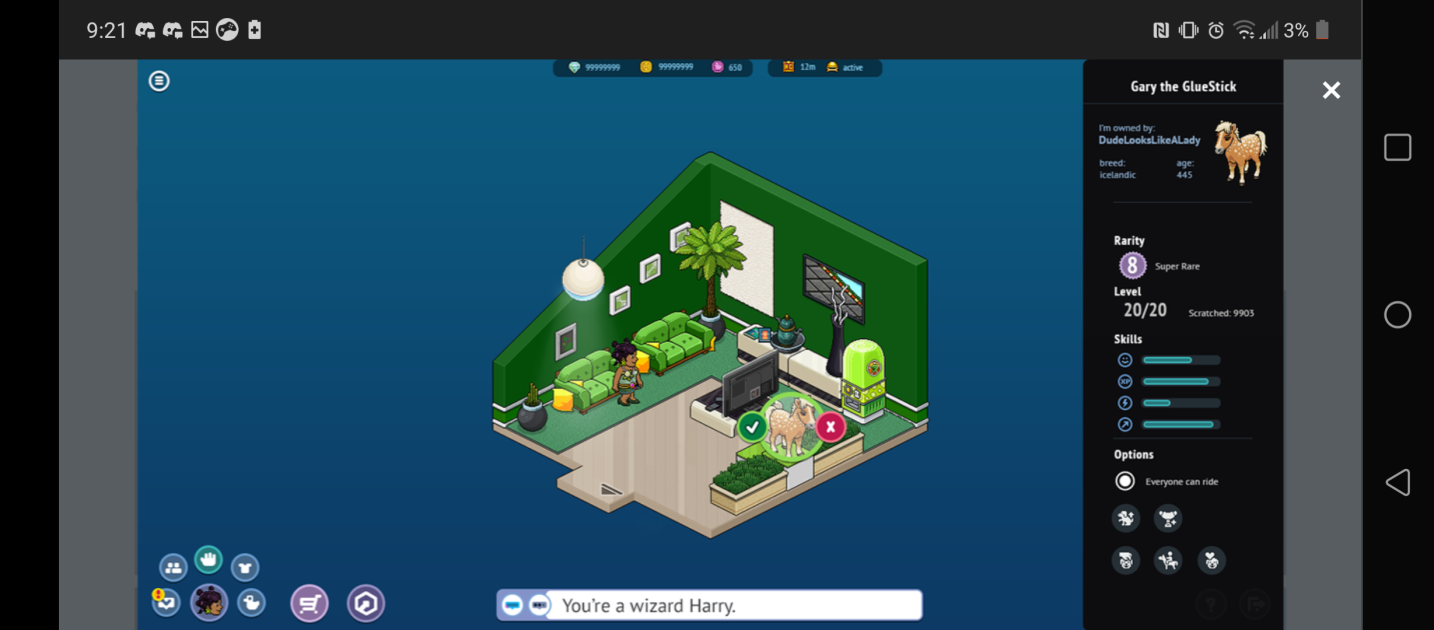 9:21
3%
99999999 99999999 650 12m active
Gary the GlueStick
I'm owned by:
DudeLooksLikeALady
breed: age:
icelandic 445
Rarity
8 Super Rare
Level
20/20 Scratched: 9903
Skills
XP
Options
Everyone can ride
You're a wizard Harry.
?